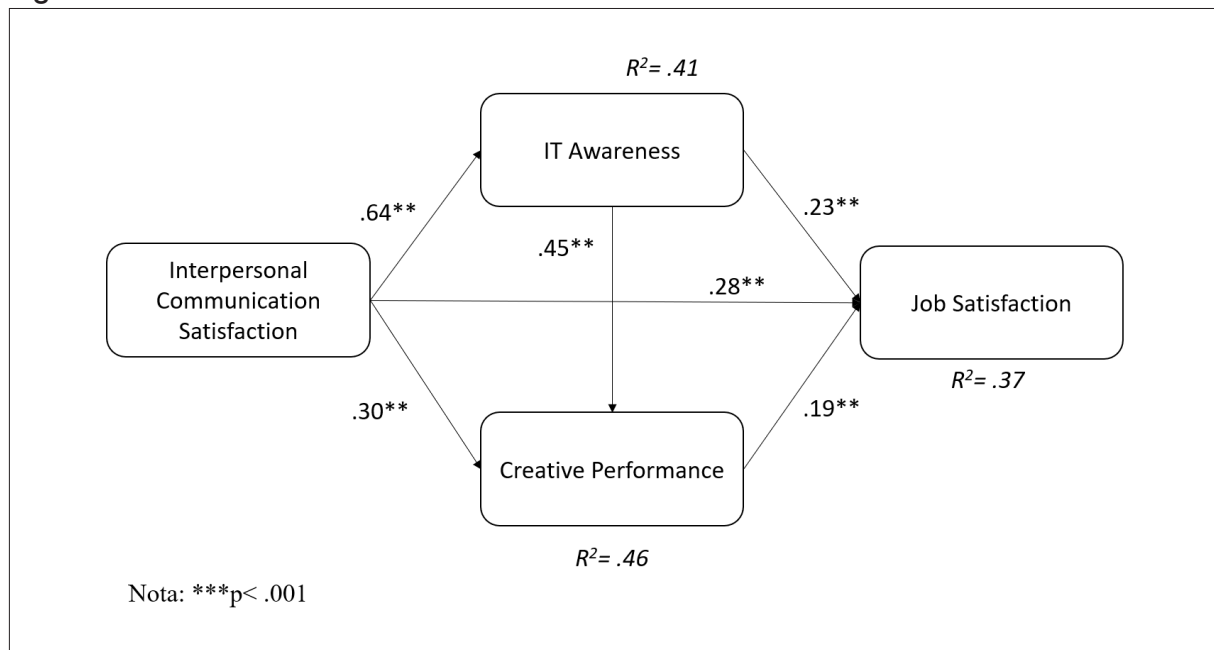 R²= .41
IT Awareness
.64**
.23**
.45**
Interpersonal
Communication
Satisfaction
.28**
Job Satisfaction
R²= .37
.30**
.19**
Creative Performance
R²= .46
Nota: ***p< .001